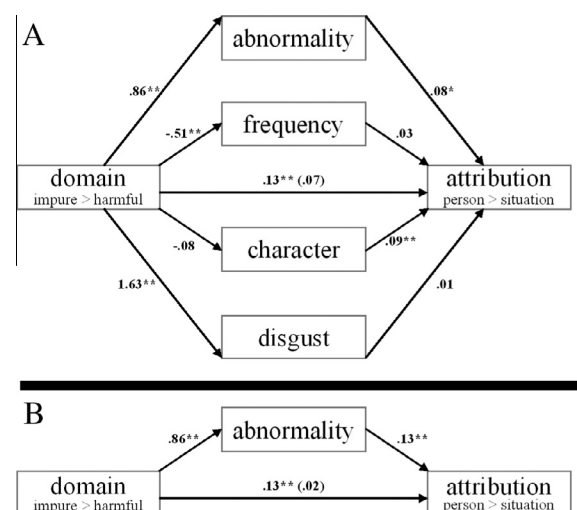 A
abnormality
.86**
.08*
frequency
-.51**
.03
domain
impure > harmful
.13** (.07)
attribution
person > situation
-.08
character
.09**
1.63**
.01
disgust
B
abnormality
.86**
.13**
domain
impure > harmful
.13** (.02)
attribution
person > situation